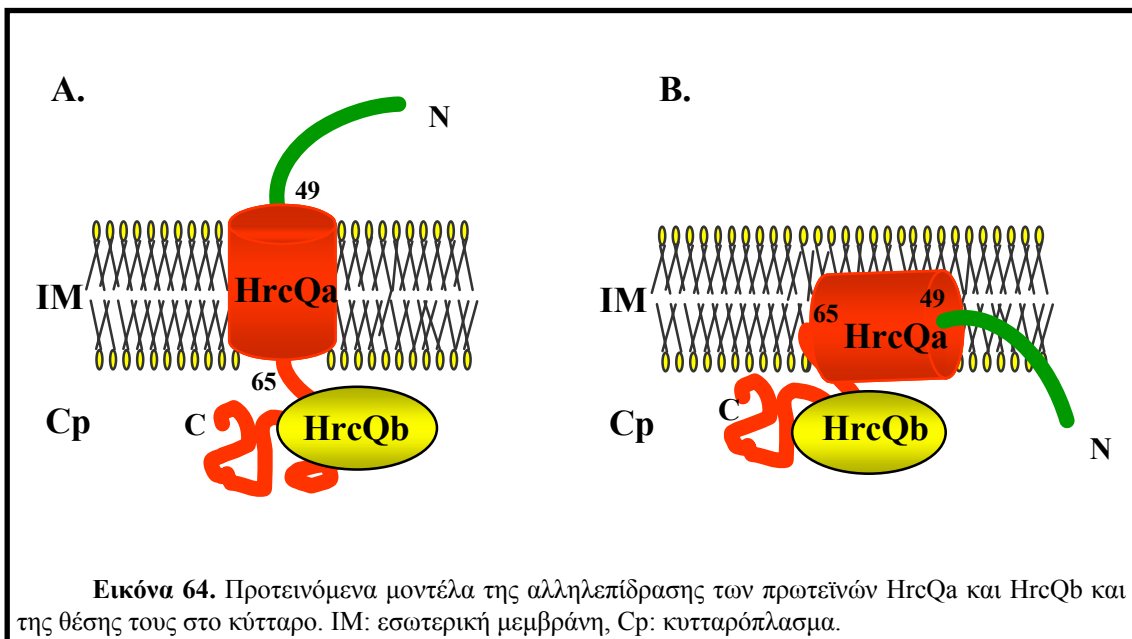 A.
B.
N
49
IM
HrcQa
65
Cp
C
HrcQb
IM
49
65
HrcQa
Cp
C
HrcQb
N
Εικόνα 64. Προτεινόμενα μοντέλα της αλληλεπίδρασης των πρωτεϊνών HrcQa και HrcQb και
της θέσης τους στο κύτταρο. IM: εσωτερική μεμβράνη, Cp: κυτταρόπλασμα.